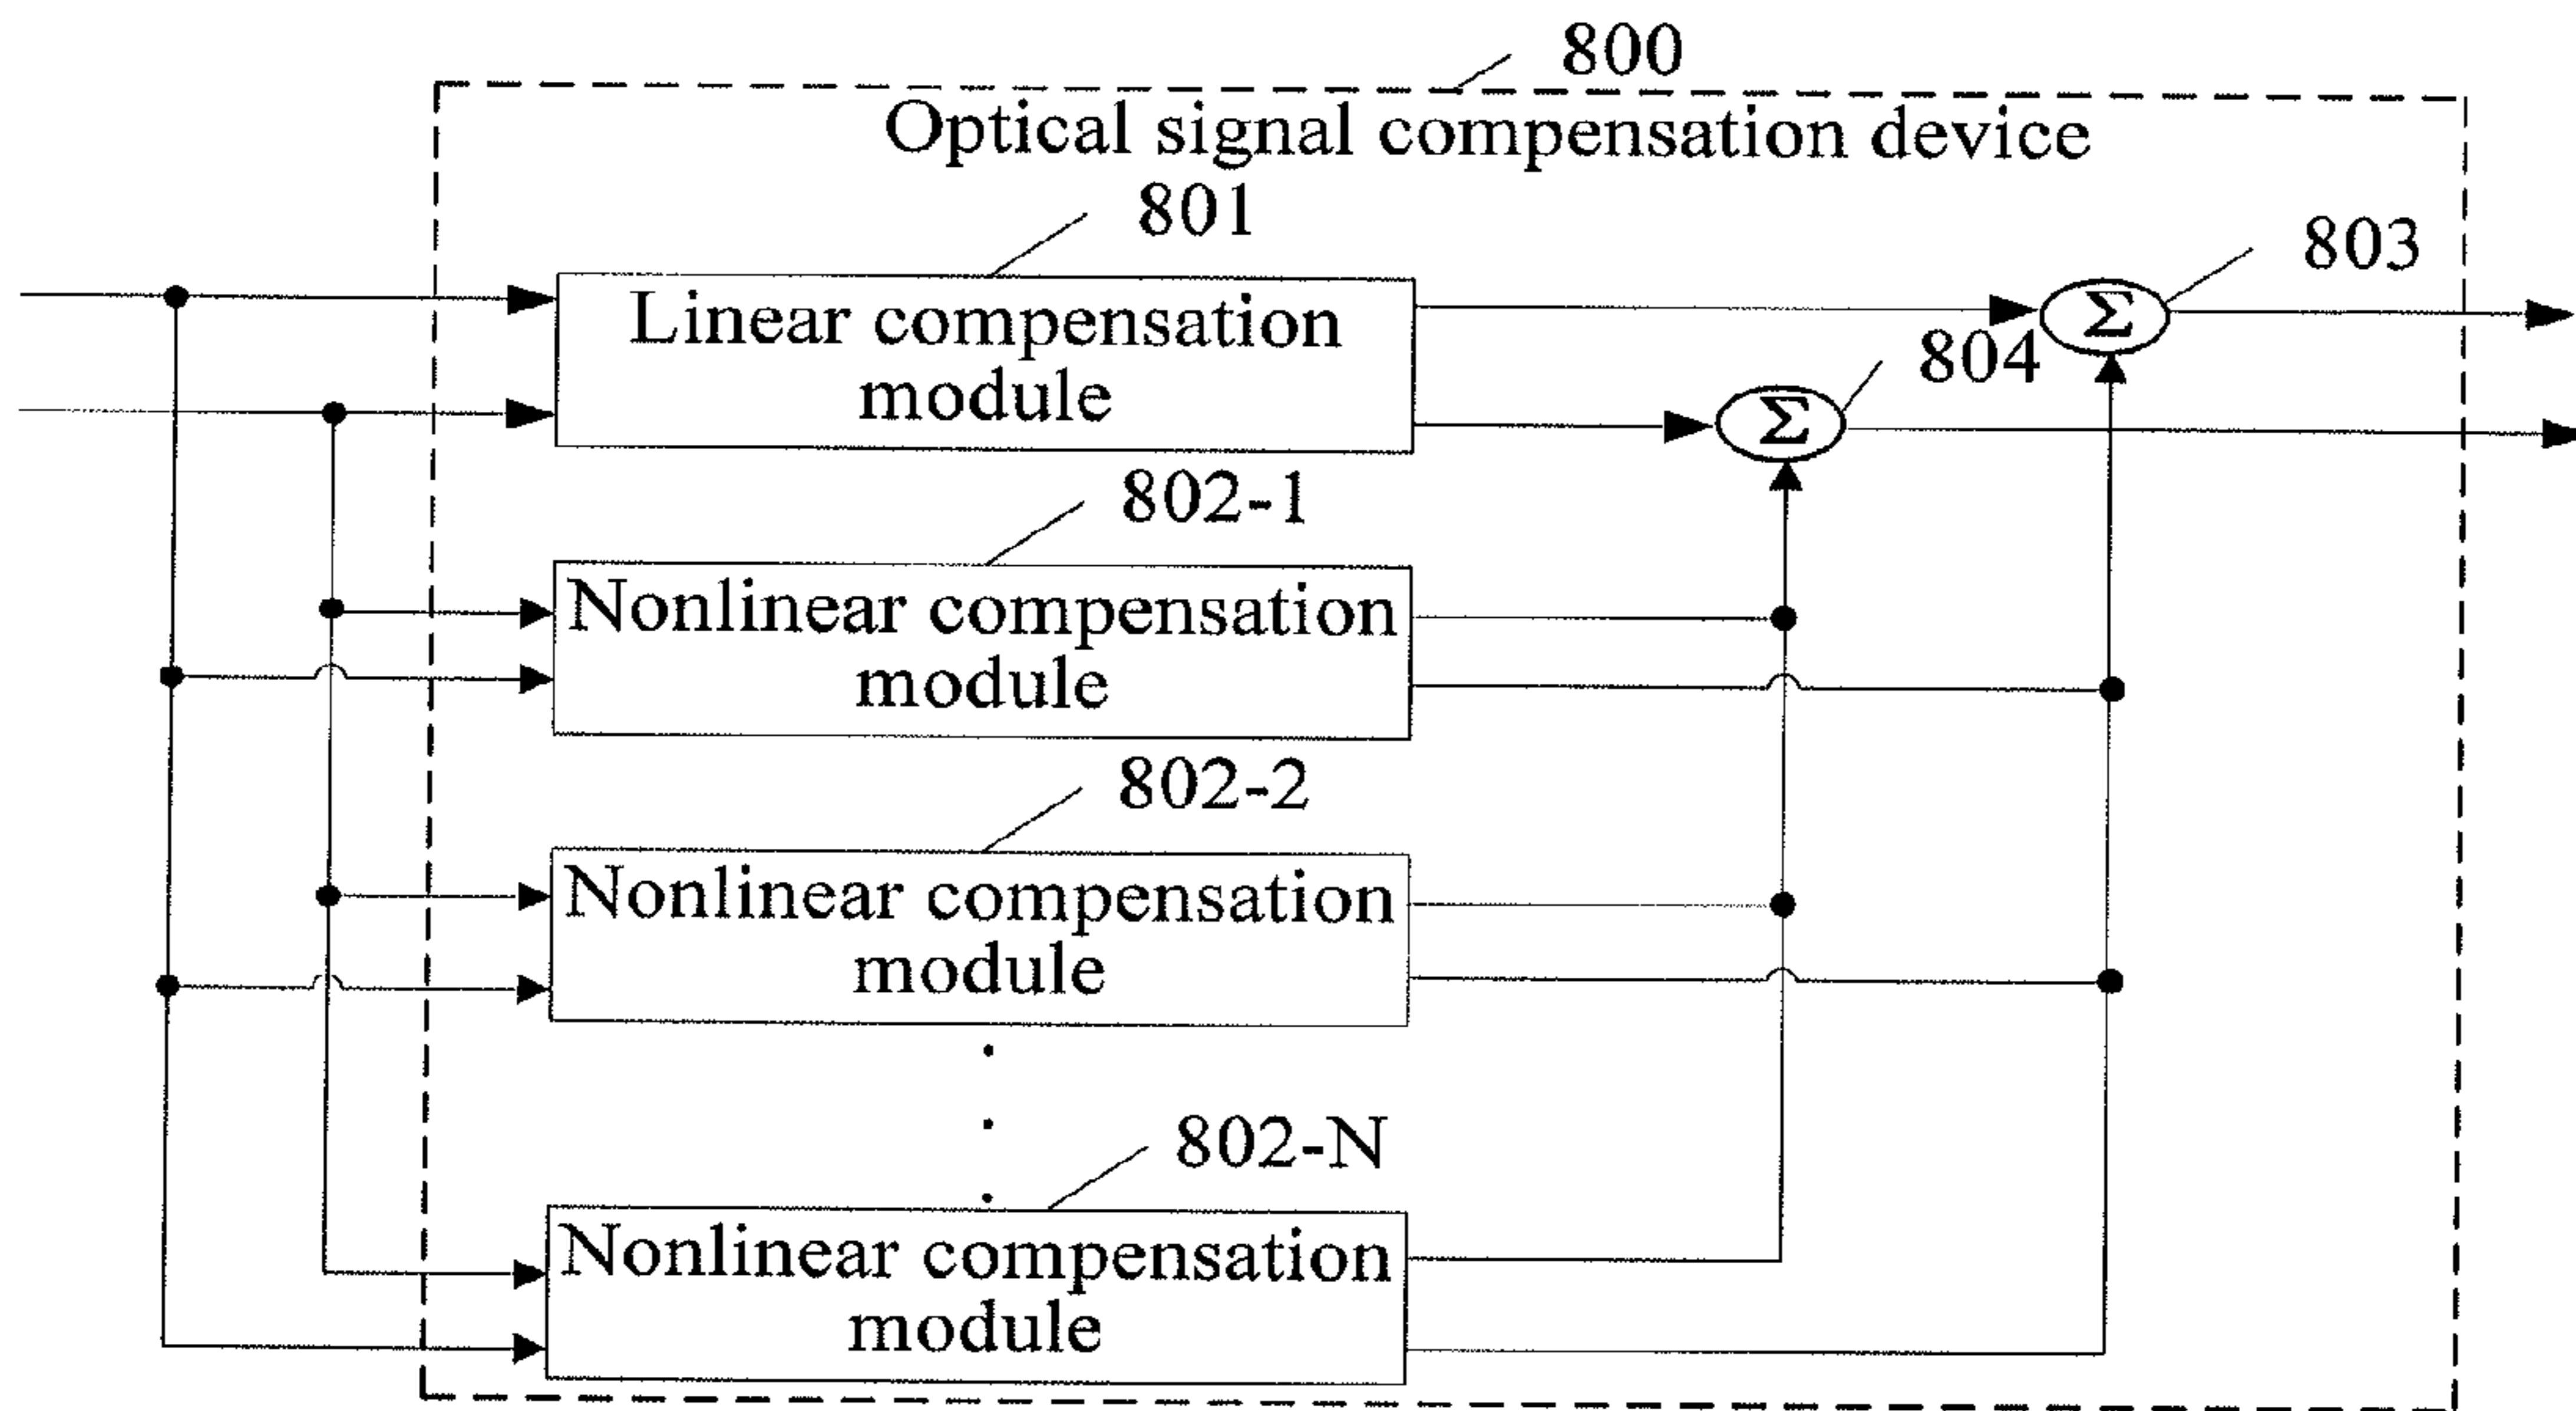 800
Optical signal compensation device
801
803
Linear compensation
module
Σ
804
Σ
802-1
Nonlinear compensation
module
802-2
Nonlinear compensation
module
802-N
Nonlinear compensation
module